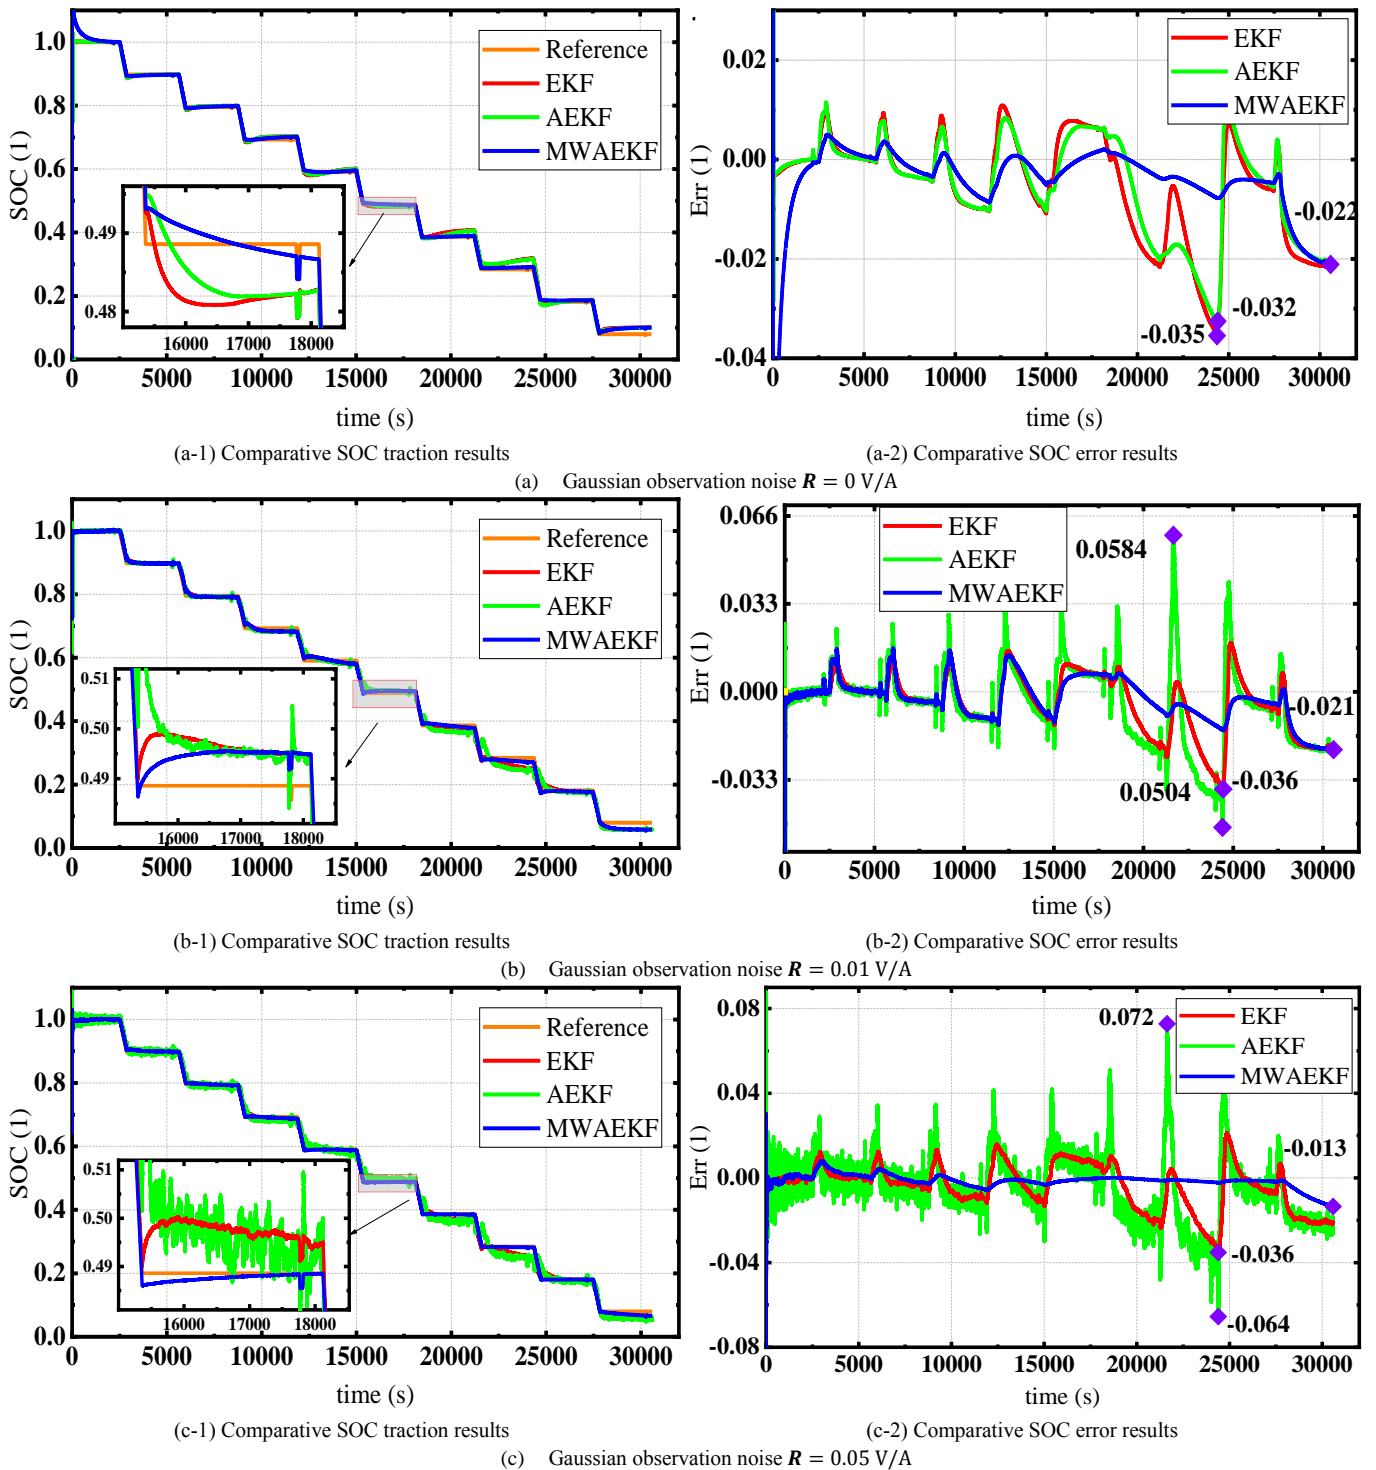 1.0
0.8
0.6
0.4
0.2
0.0
SOC (1)
Reference
EKF
AEKF
MWAEKF
0.49
0.48
16000 17000 18000
0 5000 10000 15000 20000 25000 30000
time (s)
(a-1) Comparative SOC traction results
0.02
0.00
-0.02
-0.04
Err (1)
EKF
AEKF
MWAEKF
-0.022
-0.032
-0.035
0 5000 10000 15000 20000 25000 30000
time (s)
(a-2) Comparative SOC error results
(a) Gaussian observation noise R = 0 V/A
1.0
0.8
0.6
0.4
0.2
0.0
SOC (1)
Reference
EKF
AEKF
MWAEKF
0.51
0.50
0.49
16000 17000 18000
0 5000 10000 15000 20000 25000 30000
time (s)
(b-1) Comparative SOC traction results
0.066
0.033
0.000
-0.033
Err (1)
EKF
AEKF
MWAEKF
0.0584
-0.021
0.0504
-0.036
0 5000 10000 15000 20000 25000 30000
time (s)
(b-2) Comparative SOC error results
(b) Gaussian observation noise R = 0.01 V/A
1.0
0.8
0.6
0.4
0.2
0.0
SOC (1)
Reference
EKF
AEKF
MWAEKF
0.51
0.50
0.49
16000 17000 18000
0 5000 10000 15000 20000 25000 30000
time (s)
(c-1) Comparative SOC traction results
0.08
0.04
0.00
-0.04
-0.08
Err (1)
EKF
AEKF
MWAEKF
0.072
-0.013
-0.036
-0.064
0 5000 10000 15000 20000 25000 30000
time (s)
(c-2) Comparative SOC error results
(c) Gaussian observation noise R = 0.05 V/A